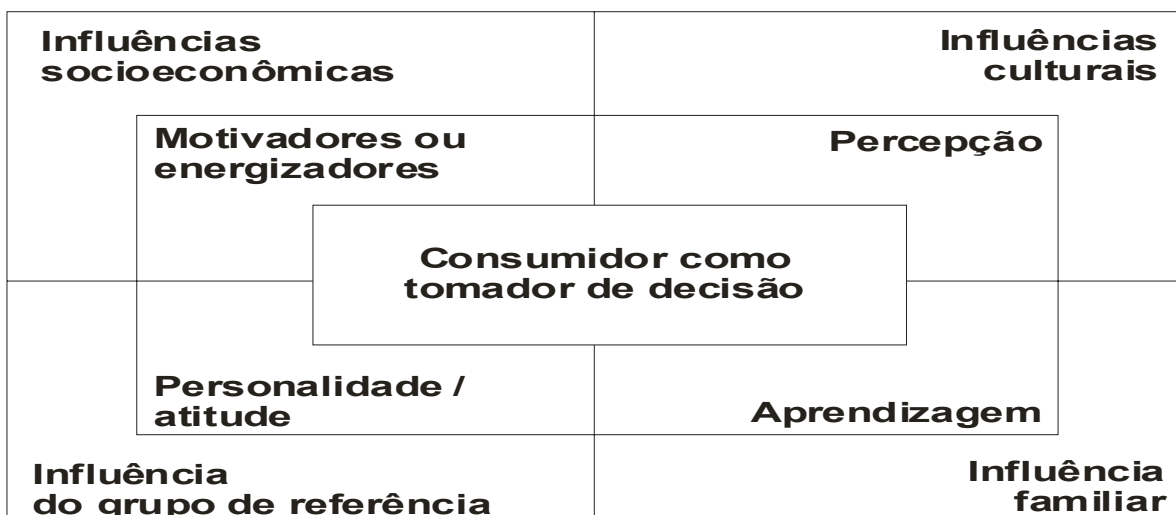 Influências
socioeconômicas
Influências
culturais
Motivadores ou
energizadores
Percepção
Consumidor como
tomador de decisão
Personalidade /
atitude
Aprendizagem
Influência
do grupo de referência
Influência
familiar